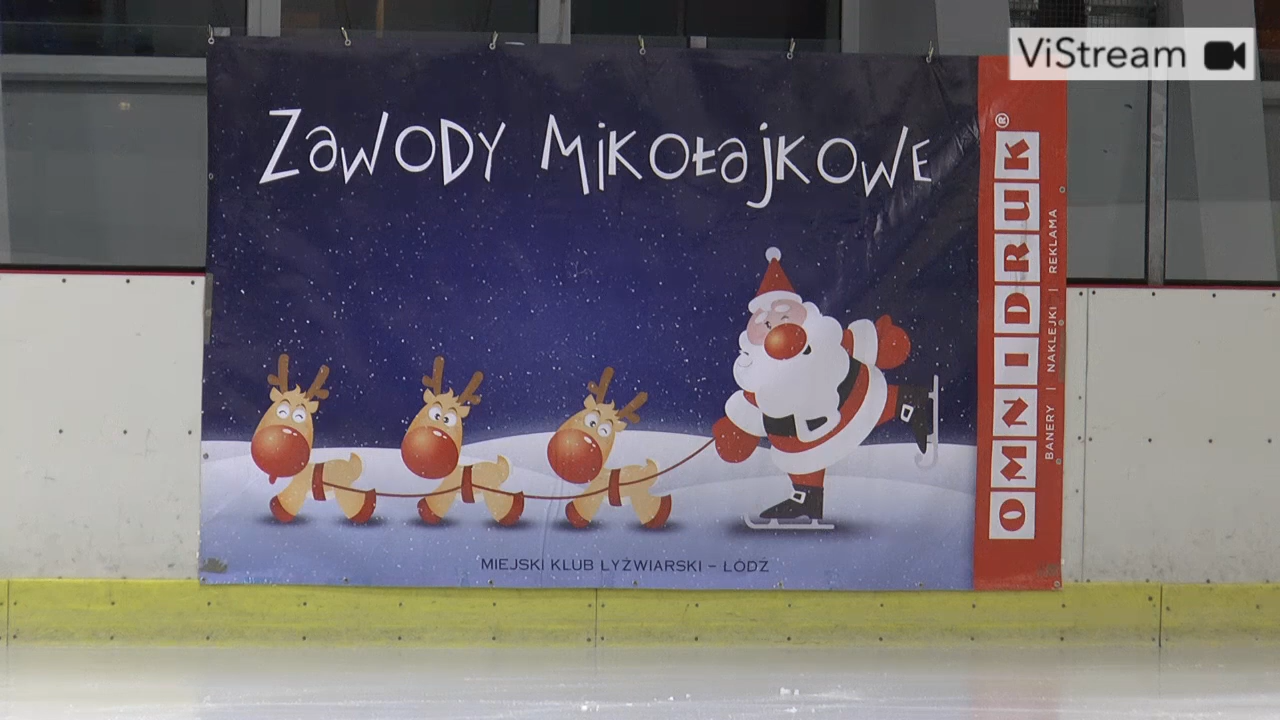 ViStream
Zawody Mikołajkowe
OMNIDRUK®
BANERY | NAKLEJKI | REKLAMA
MIEJSKI KLUB ŁYŻWIARSKI – ŁÓDŹ